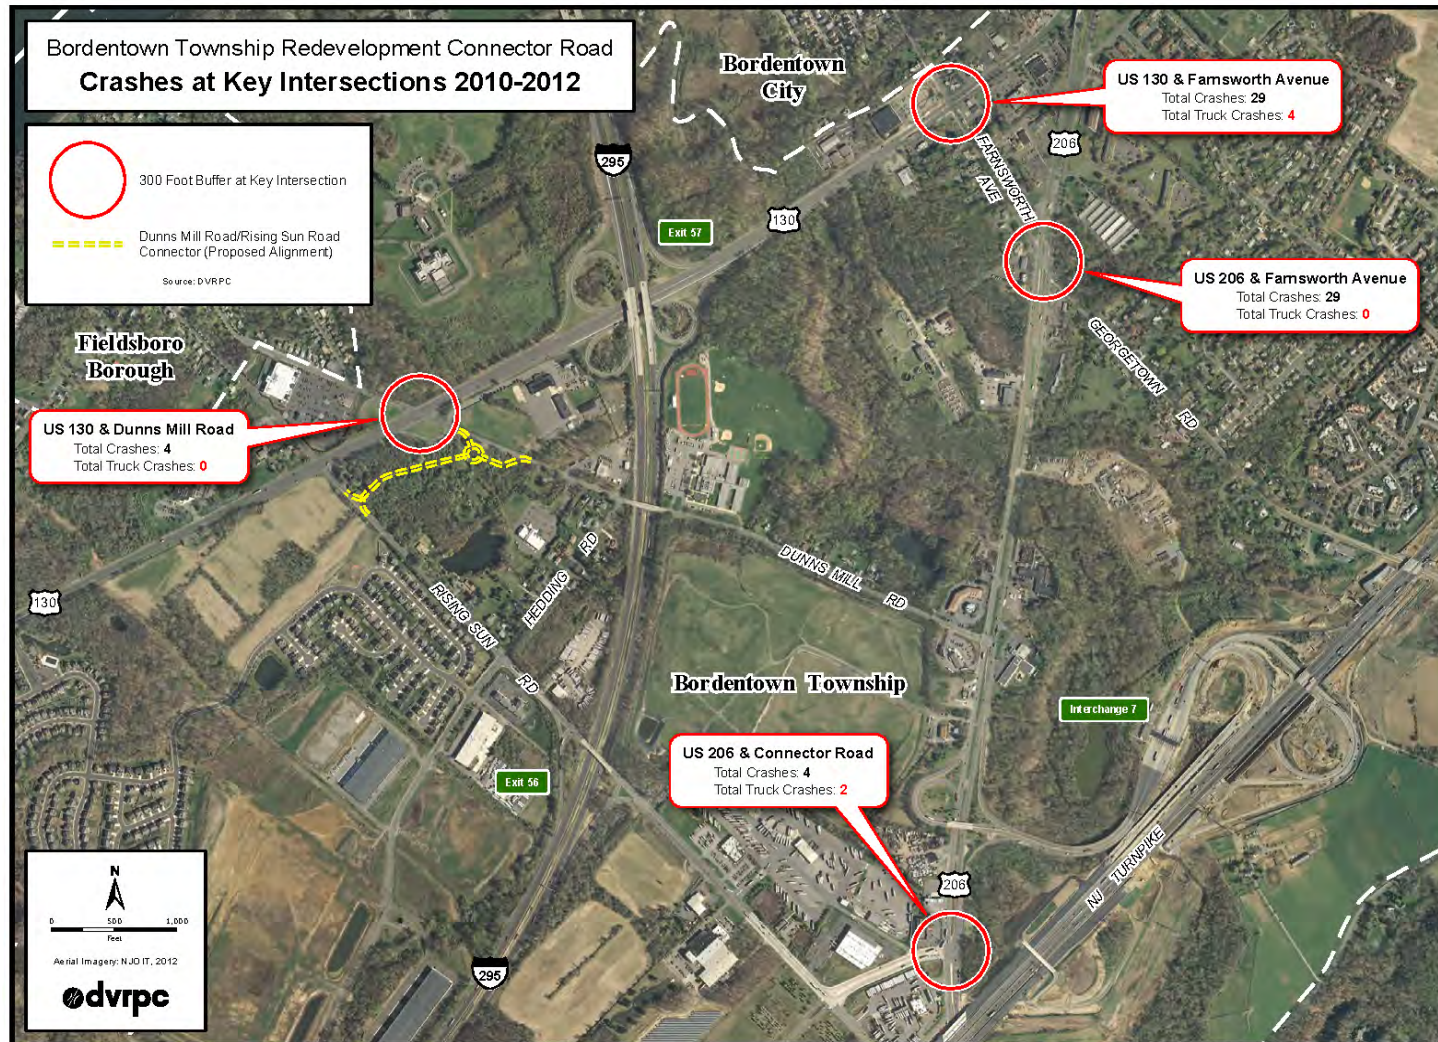 Bordentown Township Redevelopment Connector Road
Crashes at Key Intersections 2010-2012
300 Foot Buffer at Key Intersection
Dunns Mill Road/Rising Sun Road
Connector (Proposed Alignment)
Source: DVRPC
Bordentown
City
US 130 & Farnsworth Avenue
Total Crashes: 29
Total Truck Crashes: 4
295
206
FARNSWORTH
AVE
130
Exit 57
US 206 & Farnsworth Avenue
Total Crashes: 29
Total Truck Crashes: 0
GEORGETOWN
RD
Fieldsboro
Borough
US 130 & Dunns Mill Road
Total Crashes: 4
Total Truck Crashes: 0
DUNNS MILL
RD
HEDDING RD
130
RISING SUN
RD
Bordentown Township
Interchange 7
US 206 & Connector Road
Total Crashes: 4
Total Truck Crashes: 2
Exit 56
NJ TURNPIKE
206
295
N
0 500 1,000
Feet
Aerial Imagery: NJOIT, 2012
dvrpc